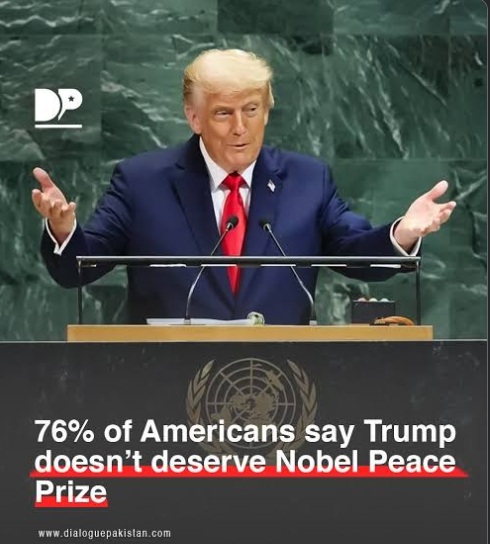 DP
76% of Americans say Trump
doesn't deserve Nobel Peace
Prize
www.dialoguepakistan.com